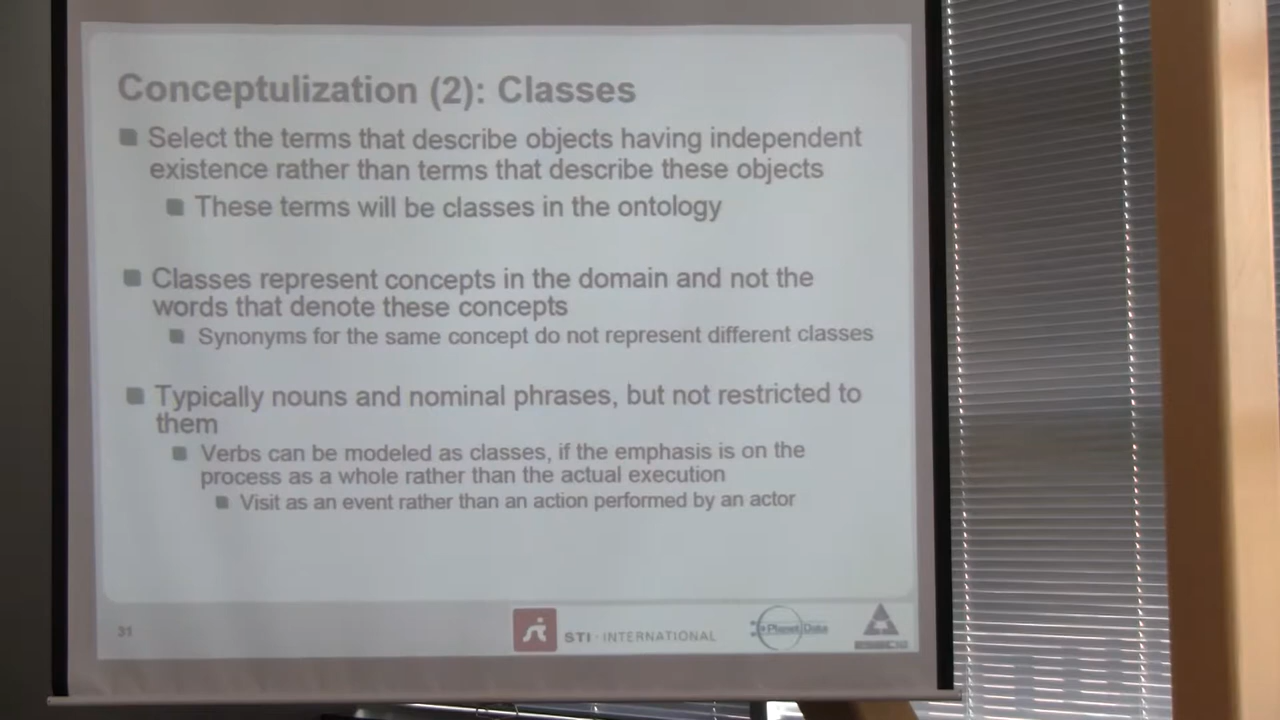 Conceptulization (2): Classes
Select the terms that describe objects having independent
existence rather than terms that describe these objects
These terms will be classes in the ontology
Classes represent concepts in the domain and not the
words that denote these concepts
Synonyms for the same concept do not represent different classes
Typically nouns and nominal phrases, but not restricted to
them
Verbs can be modeled as classes, if the emphasis is on the
process as a whole rather than the actual execution
Visit as an event rather than an action performed by an actor
31
STI · INTERNATIONAL
PlanetData